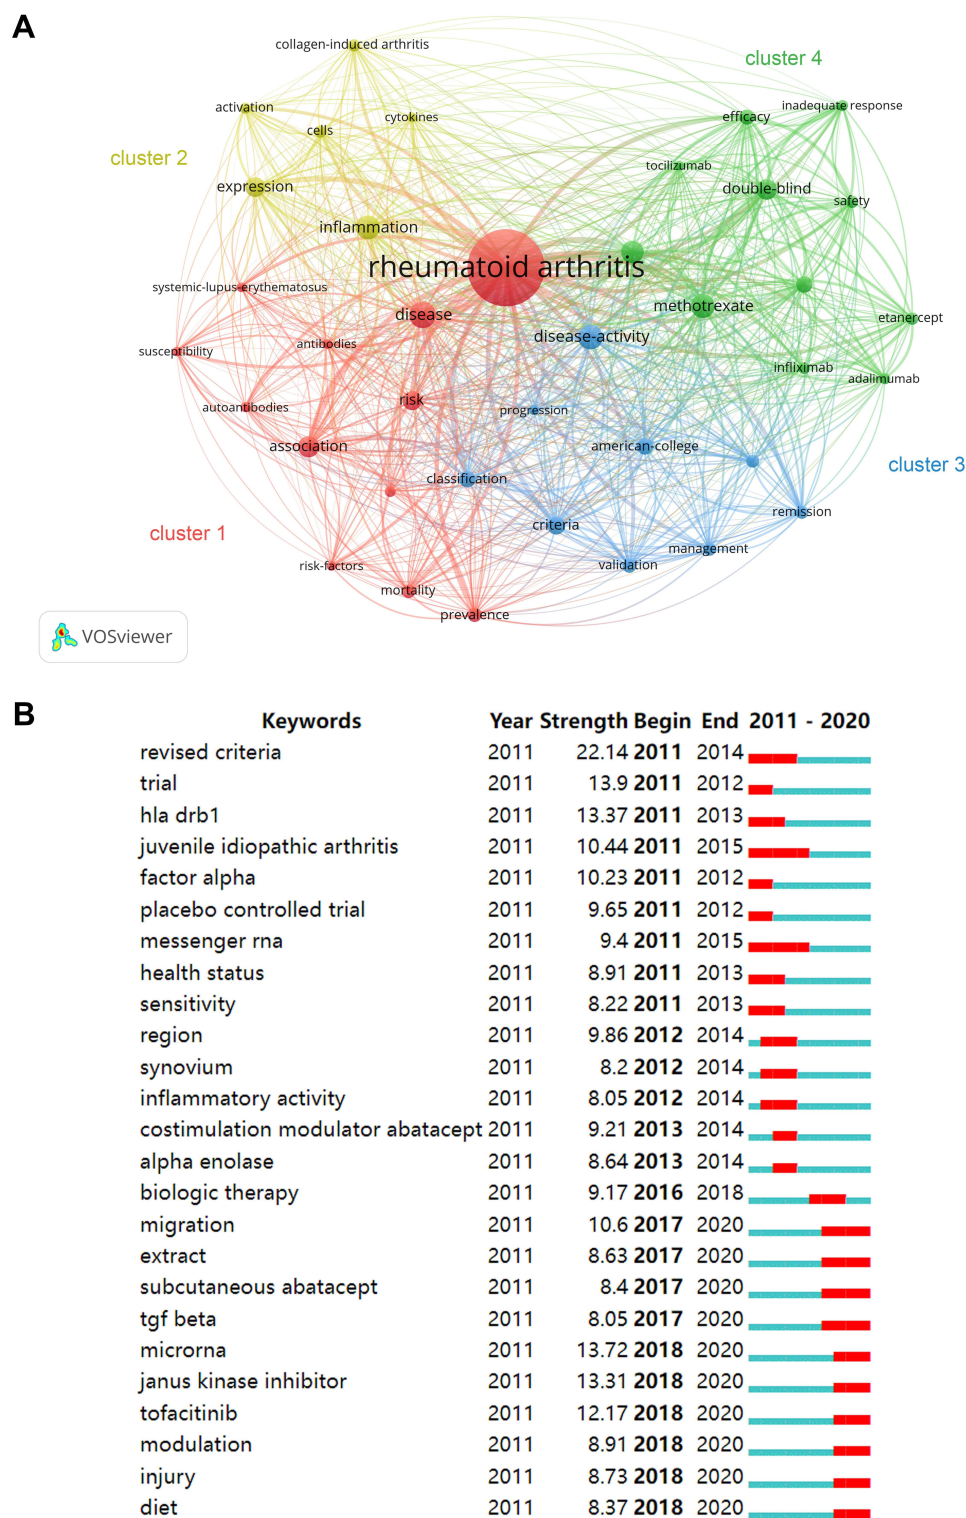 A
collagen-induced arthritis
cluster 4
activation
cytokines
inadequate response
efficacy
cells
cluster 2
tocilizumab
expression
double-blind
safety
inflammation
rheumatoid arthritis
systemic-lupus-erythematosus
methotrexate
disease
etanercept
disease-activity
antibodies
susceptibility
infliximab
adalimumab
autoantibodies
risk
progression
association
american-college
cluster 3
classification
remission
criteria
cluster 1
management
risk-factors
validation
mortality
prevalence
VOSviewer
B
Keywords Year Strength Begin End 2011 - 2020
revised criteria 2011 22.14 2011 2014
trial 2011 13.9 2011 2012
hla drb1 2011 13.37 2011 2013
juvenile idiopathic arthritis 2011 10.44 2011 2015
factor alpha 2011 10.23 2011 2012
placebo controlled trial 2011 9.65 2011 2012
messenger rna 2011 9.4 2011 2015
health status 2011 8.91 2011 2013
sensitivity 2011 8.22 2011 2013
region 2011 9.86 2012 2014
synovium 2011 8.2 2012 2014
inflammatory activity 2011 8.05 2012 2014
costimulation modulator abatacept 2011 9.21 2013 2014
alpha enolase 2011 8.64 2013 2014
biologic therapy 2011 9.17 2016 2018
migration 2011 10.6 2017 2020
extract 2011 8.63 2017 2020
subcutaneous abatacept 2011 8.4 2017 2020
tgf beta 2011 8.05 2017 2020
microrna 2011 13.72 2018 2020
janus kinase inhibitor 2011 13.31 2018 2020
tofacitinib 2011 12.17 2018 2020
modulation 2011 8.91 2018 2020
injury 2011 8.73 2018 2020
diet 2011 8.37 2018 2020